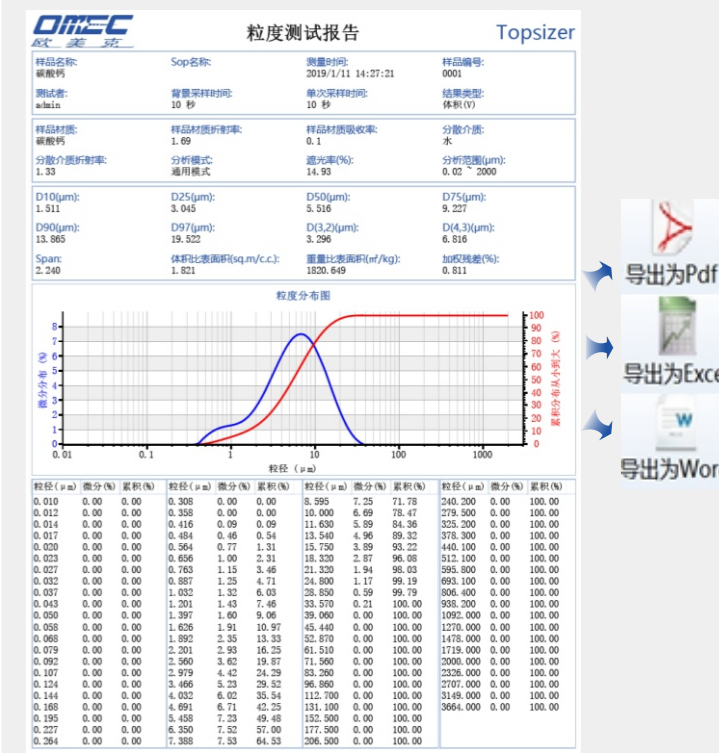 OMEC
欧美克
粒度测试报告
Topsizer
样品名称: Sop名称: 测量时间: 样品编号:
碳酸钙 2019/1/11 14:27:21 0001
测试者: 背景采样时间: 单次采样时间: 结果类型:
admin 10 秒 10 秒 体积(V)
样品材质: 样品材质折射率: 样品材质吸收率: 分散介质:
碳酸钙 1.69 0.1 水
分散介质折射率: 分析模式: 遮光率(%): 分析范围(μm):
1.33 通用模式 14.93 0.02 ~ 2000
D10(μm): D25(μm): D50(μm): D75(μm):
1.511 3.045 5.516 9.227
D90(μm): D97(μm): D(3,2)(μm): D(4,3)(μm):
13.865 19.522 3.296 6.816
Span: 体积比表面积(sq.m/c.c.): 重量比表面积(㎡/kg): 加权残差(%):
2.240 1.821 1820.649 0.811
导出为Pdf
导出为Exce
导出为Wor
W
粒度分布图
微分分布 (%)
8
7
6
5
4
3
2
1
0
100
90
80
70
60
50
40
30
20
10
0
累积分布从小到大 (%)
0.01 0.1 1 10 100 1000
粒径 (μm)
粒径(μm) 微分(%) 累积(%) 粒径(μm) 微分(%) 累积(%) 粒径(μm) 微分(%) 累积(%) 粒径(μm) 微分(%) 累积(%)
0.010 0.00 0.00 0.308 0.00 0.00 8.595 7.25 71.78 240.200 0.00 100.00
0.012 0.00 0.00 0.358 0.00 0.00 10.000 6.69 78.47 279.500 0.00 100.00
0.014 0.00 0.00 0.416 0.09 0.09 11.630 5.89 84.36 325.200 0.00 100.00
0.017 0.00 0.00 0.484 0.46 0.54 13.540 4.96 89.32 378.300 0.00 100.00
0.020 0.00 0.00 0.564 0.77 1.31 15.750 3.89 93.22 440.100 0.00 100.00
0.023 0.00 0.00 0.656 1.00 2.31 18.320 2.87 96.08 512.100 0.00 100.00
0.027 0.00 0.00 0.763 1.15 3.46 21.320 1.94 98.03 595.800 0.00 100.00
0.032 0.00 0.00 0.887 1.25 4.71 24.800 1.17 99.19 693.100 0.00 100.00
0.037 0.00 0.00 1.032 1.32 6.03 28.850 0.59 99.79 806.400 0.00 100.00
0.043 0.00 0.00 1.201 1.43 7.46 33.570 0.21 100.00 938.200 0.00 100.00
0.050 0.00 0.00 1.397 1.60 9.06 39.060 0.00 100.00 1092.000 0.00 100.00
0.058 0.00 0.00 1.626 1.91 10.97 45.440 0.00 100.00 1270.000 0.00 100.00
0.068 0.00 0.00 1.892 2.35 13.33 52.870 0.00 100.00 1478.000 0.00 100.00
0.079 0.00 0.00 2.201 2.93 16.25 61.510 0.00 100.00 1719.000 0.00 100.00
0.092 0.00 0.00 2.560 3.62 19.87 71.560 0.00 100.00 2000.000 0.00 100.00
0.107 0.00 0.00 2.979 4.42 24.29 83.260 0.00 100.00 2326.000 0.00 100.00
0.124 0.00 0.00 3.466 5.23 29.52 96.860 0.00 100.00 2707.000 0.00 100.00
0.144 0.00 0.00 4.032 6.02 35.54 112.700 0.00 100.00 3149.000 0.00 100.00
0.168 0.00 0.00 4.691 6.71 42.25 131.100 0.00 100.00 3664.000 0.00 100.00
0.195 0.00 0.00 5.458 7.23 49.48 152.500 0.00 100.00
0.227 0.00 0.00 6.350 7.52 57.00 177.500 0.00 100.00
0.264 0.00 0.00 7.388 7.53 64.53 206.500 0.00 100.00